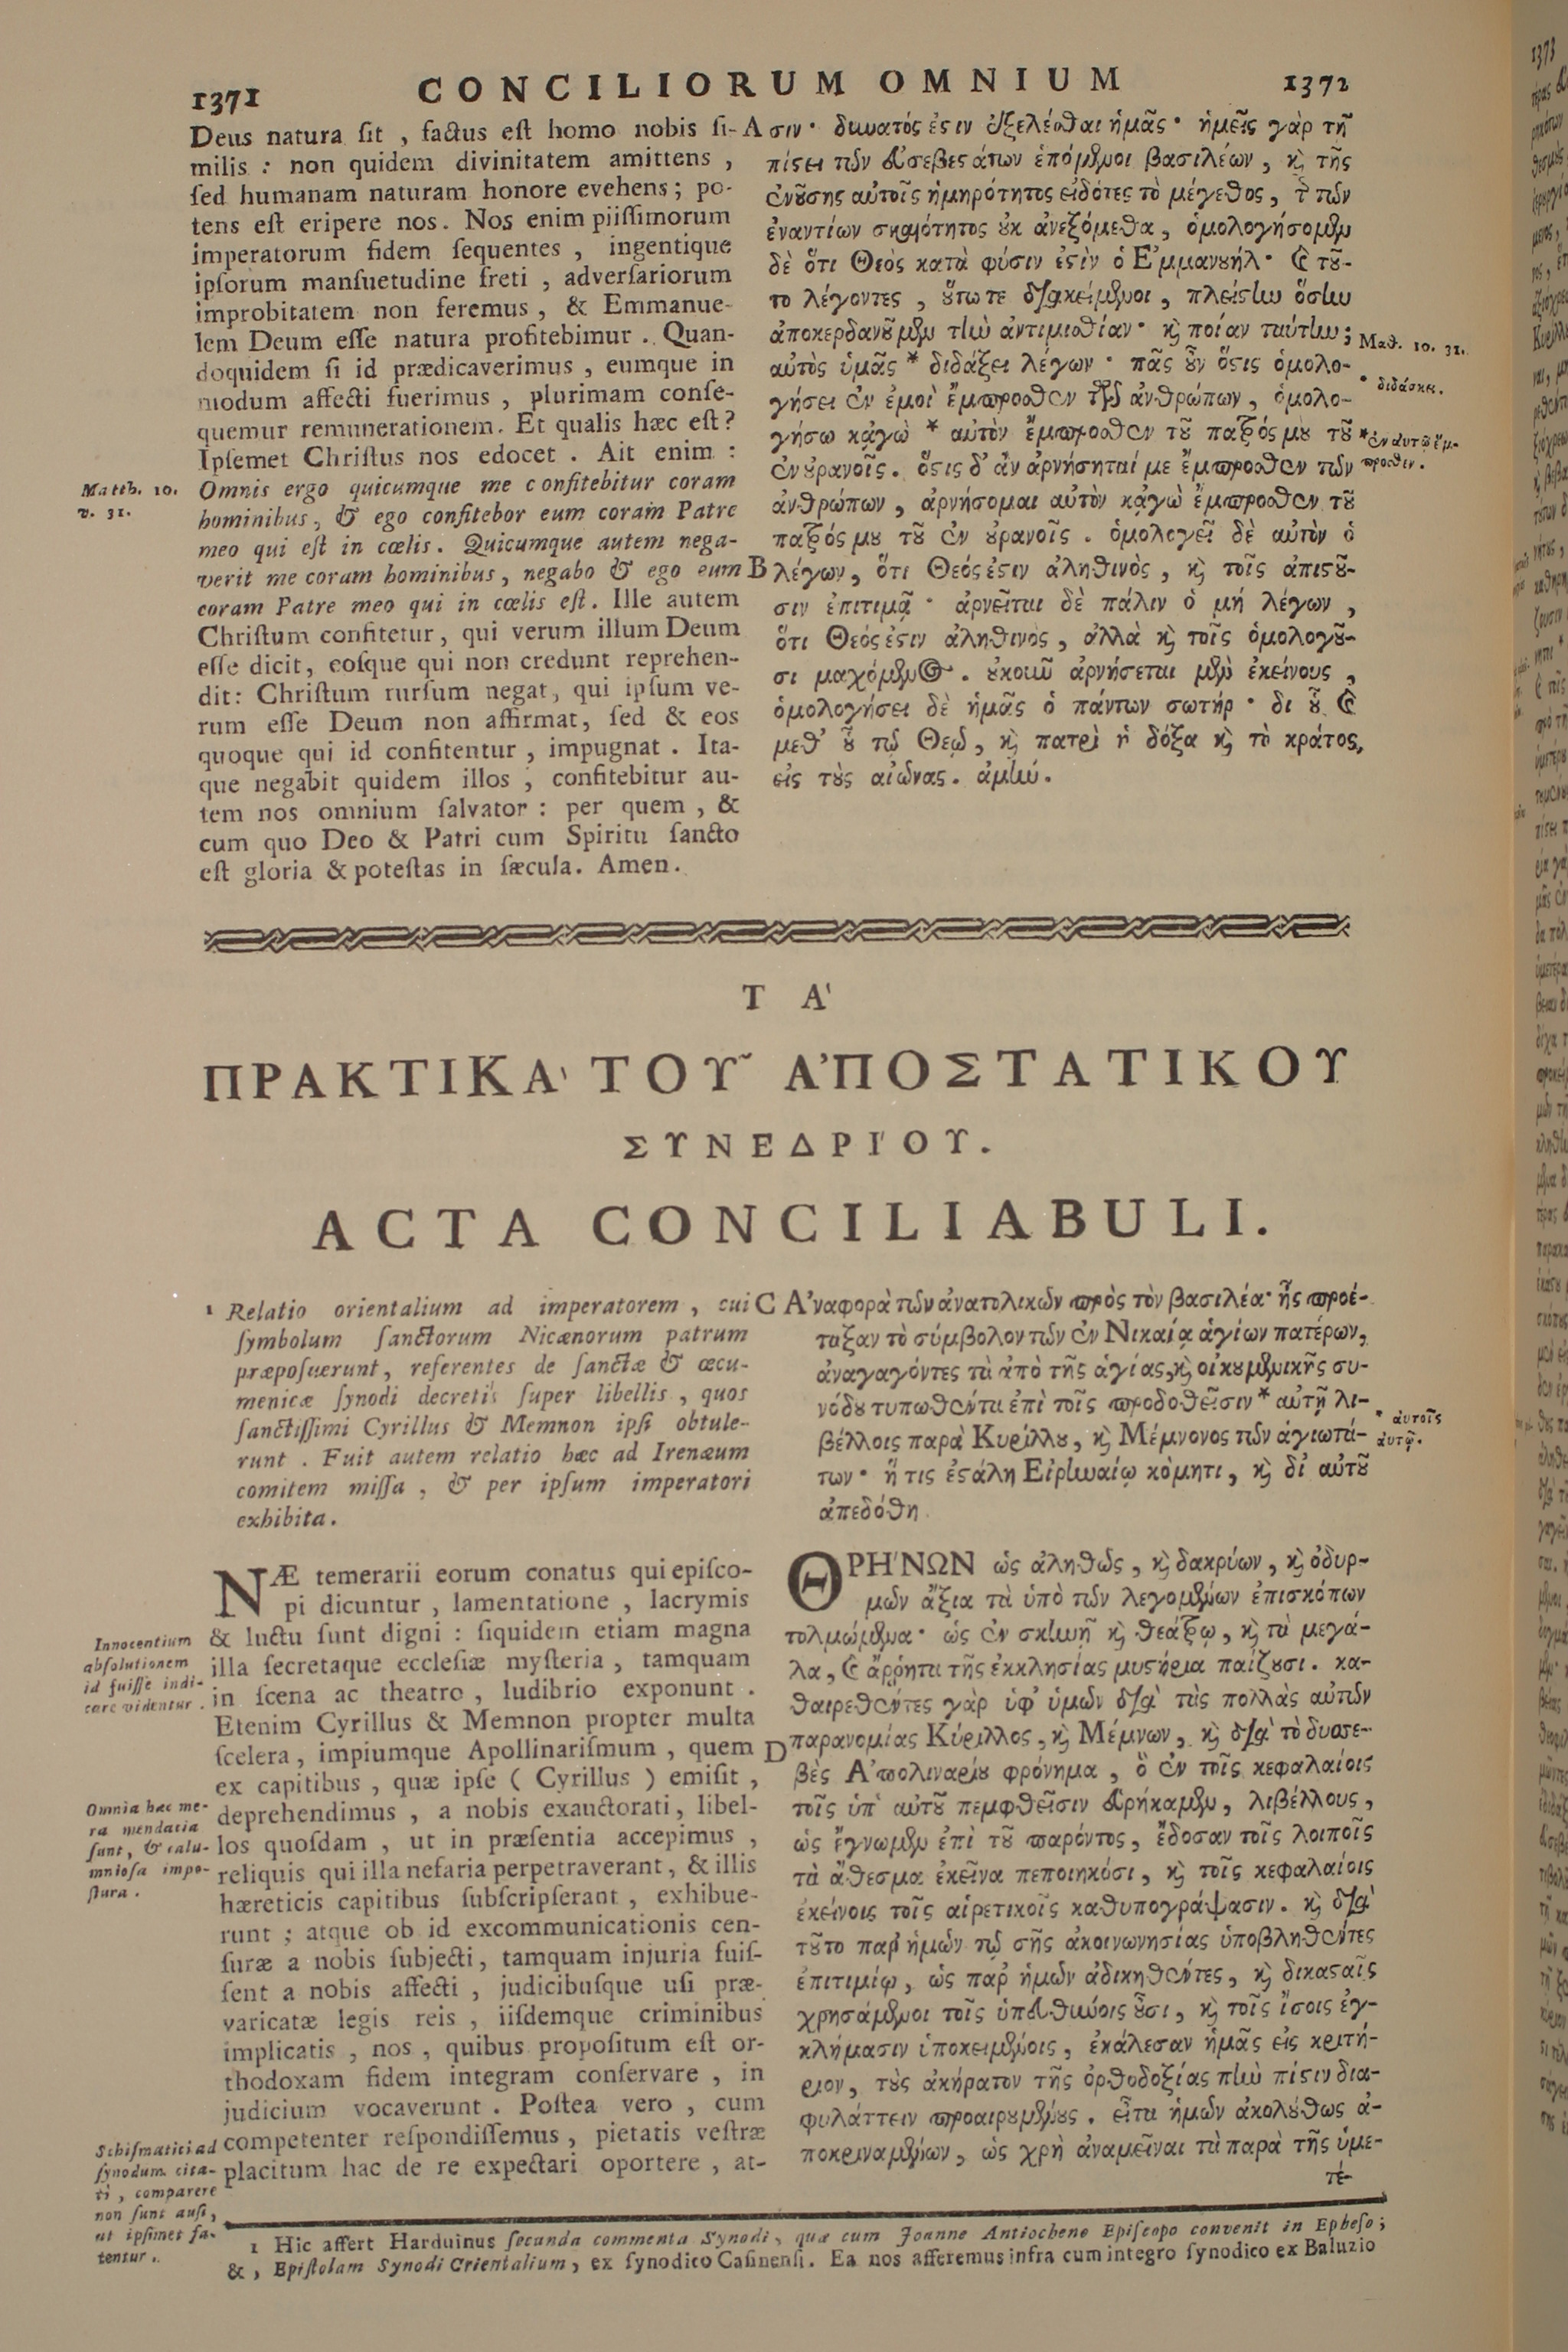 1371 CONCILIORUM OMNIUM 1372
Deus natura sit , factus est homo nobis si-
milis : non quidem divinitatem amittens ,
sed humanam naturam honore evehens ; po-
tens est eripere nos . Nos enim piissimorum
imperatorum fidem sequentes , ingentique
ipsorum mansuetudine freti , adversariorum
improbitatem non feremus , & Emmanue-
lem Deum esse natura profitebimur . Quan-
doquidem si id prædicaverimus , eumque in
modum affecti fuerimus , plurimam conse-
quemur remunerationem . Et qualis hæc est ?
Ipsemet Christus nos edocet . Ait enim :
Omnis ergo quicumque me confitebitur coram
hominibus , & ego confitebor eum coram Patre
meo qui est in cœlis . Quicumque autem nega-
verit me coram hominibus , negabo & ego eum
coram Patre meo qui in cœlis est . Ille autem
Christum confitetur , qui verum illum Deum
esse dicit , eosque qui non credunt reprehen-
dit : Christum rursum negat , qui ipsum ve-
rum esse Deum non affirmat , sed & eos
quoque qui id confitentur , impugnat . Ita-
que negabit quidem illos , confitebitur au-
tem nos omnium salvator : per quem , &
cum quo Deo & Patri cum Spiritu sancto
est gloria & potestas in sæcula . Amen .
Matth. 10.
v. 31.
A σιν· δυνατός ἐστιν ἐξελέσθαι ἡμᾶς· ἡμεῖς γὰρ τῇ
πίστει τῶν εὐσεβεστάτων ἑπόμενοι βασιλέων , καὶ τῆς
ἐνούσης αὐτοῖς ἡμερότητος εἰδότες τὸ μέγεθος , τῆς τῶν
ἐναντίων σκαιότητος οὐκ ἀνεξόμεθα , ὁμολογήσομεν
δὲ ὅτι Θεὸς κατὰ φύσιν ἐστὶν ὁ Ἐμμανουήλ· καὶ τοῦ-
το λέγοντες , οὕτω τε διακείμενοι , πλείστην ὅσην
ἀποκερδανοῦμεν τὴν ἀντιμισθίαν· καὶ ποίαν ταύτην ;
αὐτὸς ὑμᾶς * διδάξει λέγων · πᾶς οὖν ὅστις ὁμολο-
γήσει ἐν ἐμοὶ ἔμπροσθεν τῶν ἀνθρώπων , ὁμολο-
γήσω κἀγὼ * αὐτὸν ἔμπροσθεν τοῦ πατρός μου τοῦ
ἐν οὐρανοῖς . ὅστις δ' ἂν ἀρνήσηταί με ἔμπροσθεν τῶν
ἀνθρώπων , ἀρνήσομαι αὐτὸν κἀγὼ ἔμπροσθεν τοῦ
πατρός μου τοῦ ἐν οὐρανοῖς . ὁμολογεῖ δὲ αὐτὸν ὁ
B λέγων , ὅτι Θεός ἐστιν ἀληθινὸς , καὶ τοῖς ἀπιστοῦ-
σιν ἐπιτιμᾷ · ἀρνεῖται δὲ πάλιν ὁ μή λέγων ,
ὅτι Θεός ἐστιν ἀληθινὸς , ἀλλὰ καὶ τοῖς ὁμολογοῦ-
σι μαχόμενος . οὐκοῦν ἀρνήσεται μὲν ἐκείνους ,
ὁμολογήσει δὲ ἡμᾶς ὁ πάντων σωτήρ · δι οὗ καὶ
μεθ' οὗ τῷ Θεῷ , καὶ πατρὶ ἡ δόξα καὶ τὸ κράτος,
εἰς τοὺς αἰῶνας . ἀμήν .
Ματθ. 10. 31.
* διδάσκει .
* ἐν αυτῷ ἔμ-
προσθεν .
ΤᾺ
ΠΡΑΚΤΙΚᾺ ΤΟΥ͂ ἈΠΟΣΤΑΤΙΚΟΥ
ΣΥΝΕΔΡΊΟΥ .
ACTA CONCILIABULI .
1 Relatio orientalium ad imperatorem , cui
symbolum sanctorum Nicænorum patrum
præposuerunt , referentes de sanctæ & œcu-
menicæ synodi decretis super libellis , quos
sanctissimi Cyrillus & Memnon ipsi obtule-
runt . Fuit autem relatio hæc ad Irenæum
comitem missa , & per ipsum imperatori
exhibita .
C Ἀναφορὰ τῶν ἀνατολικῶν πρὸς τὸν βασιλέα· ἧς προέ-
ταξαν τὸ σύμβολον τῶν ἐν Νικαίᾳ ἁγίων πατέρων,
ἀναγαγόντες τὰ ἀπὸ τῆς ἁγίας, καὶ οἰκουμενικῆς συ-
νόδου τυπωθέντα ἐπὶ τοῖς προδοθεῖσιν * αὐτῇ λι-
βέλλοις παρὰ Κυρίλλου , καὶ Μέμνονος τῶν ἁγιωτά-
των· ἥ τις ἐστάλη Εἰρηναίῳ κόμητι , καὶ δι' αὐτοῦ
ἀπεδόθη .
* αὐτοῖς
αὐτῷ.
NÆ temerarii eorum conatus qui episco-
pi dicuntur , lamentatione , lacrymis
& luctu sunt digni : siquidem etiam magna
illa secretaque ecclesiæ mysteria , tamquam
in scena ac theatro , ludibrio exponunt .
Etenim Cyrillus & Memnon propter multa
scelera , impiumque Apollinarismum , quem
ex capitibus , quæ ipse ( Cyrillus ) emisit ,
deprehendimus , a nobis exauctorati , libel-
los quosdam , ut in præsentia accepimus ,
reliquis qui illa nefaria perpetraverant , & illis
hæreticis capitibus subscripserant , exhibue-
runt ; atque ob id excommunicationis cen-
suræ a nobis subjecti , tamquam injuria fuis-
sent a nobis affecti , judicibusque usi præ-
varicatæ legis reis , iisdemque criminibus
implicatis , nos , quibus propositum est or-
thodoxam fidem integram conservare , in
judicium vocaverunt . Postea vero , cum
competenter respondissemus , pietatis vestræ
placitum hac de re expectari oportere , at-
Innocentium
absolutionem
id fuisse indi-
care videntur .
Omnia hæc me-
ra mendacia
sunt , & calu-
mniosa impo-
stura .
Schismatici ad
synodum cita-
ti , comparere
non sunt ausi ,
ut ipsimet fa-
tentur .
ΘΡΗΝΩΝ ὡς ἀληθῶς , καὶ δακρύων , καὶ ὀδυρ-
μῶν ἄξια τὰ ὑπὸ τῶν λεγομένων ἐπισκόπων
τολμώμενα· ὡς ἐν σκηνῇ καὶ θεάτρῳ , καὶ τὰ μεγά-
λα , καὶ ἄῤῥητα τῆς ἐκκλησίας μυστήρια παίζουσι . κα-
θαιρεθέντες γὰρ ὑφ' ὑμῶν διὰ τὰς πολλὰς αὐτῶν
D παρανομίας Κύριλλος , καὶ Μέμνων , καὶ διὰ τὸ δυσσε-
βὲς Ἀπολιναρίου φρόνημα , ὃ ἐν τοῖς κεφαλαίοις
τοῖς ὑπ' αὐτοῦ πεμφθεῖσιν εὑρήκαμεν , λιβέλλους ,
ὡς ἔγνωμεν ἐπὶ τοῦ παρόντος , ἔδοσαν τοῖς λοιποῖς
τὰ ἄθεσμα ἐκεῖνα πεποιηκόσι , καὶ τοῖς κεφαλαίοις
ἐκείνοις τοῖς αἱρετικοῖς καθυπογράψασιν . καὶ διὰ
τοῦτο παρ' ἡμῶν τῷ τῆς ἀκοινωνησίας ὑποβληθέντες
ἐπιτιμίῳ , ὡς παρ' ἡμῶν ἀδικηθέντες , καὶ δικασταῖς
χρησάμενοι τοῖς ὑπευθύνοις οὖσι , καὶ τοῖς ἴσοις ἐγ-
κλήμασιν ὑποκειμένοις , ἐκάλεσαν ἡμᾶς εἰς κριτή-
ριον , τοὺς ἀκήρατον τῆς ὀρθοδοξίας τὴν πίστιν δια-
φυλάττειν προαιρουμένους . εἶτα ἡμῶν ἀκολούθως ἀ-
ποκριναμένων , ὡς χρὴ ἀναμεῖναι τὰ παρὰ τῆς ὑμε-
τέ-
1 Hic affert Harduinus secunda commenta Synodi , quæ cum Joanne Antiocheno Episcopo convenit in Epheso ;
& , Epistolam Synodi Orientalium , ex synodico Casinensi . Ea nos afferemus infra cum integro synodico ex Baluzio